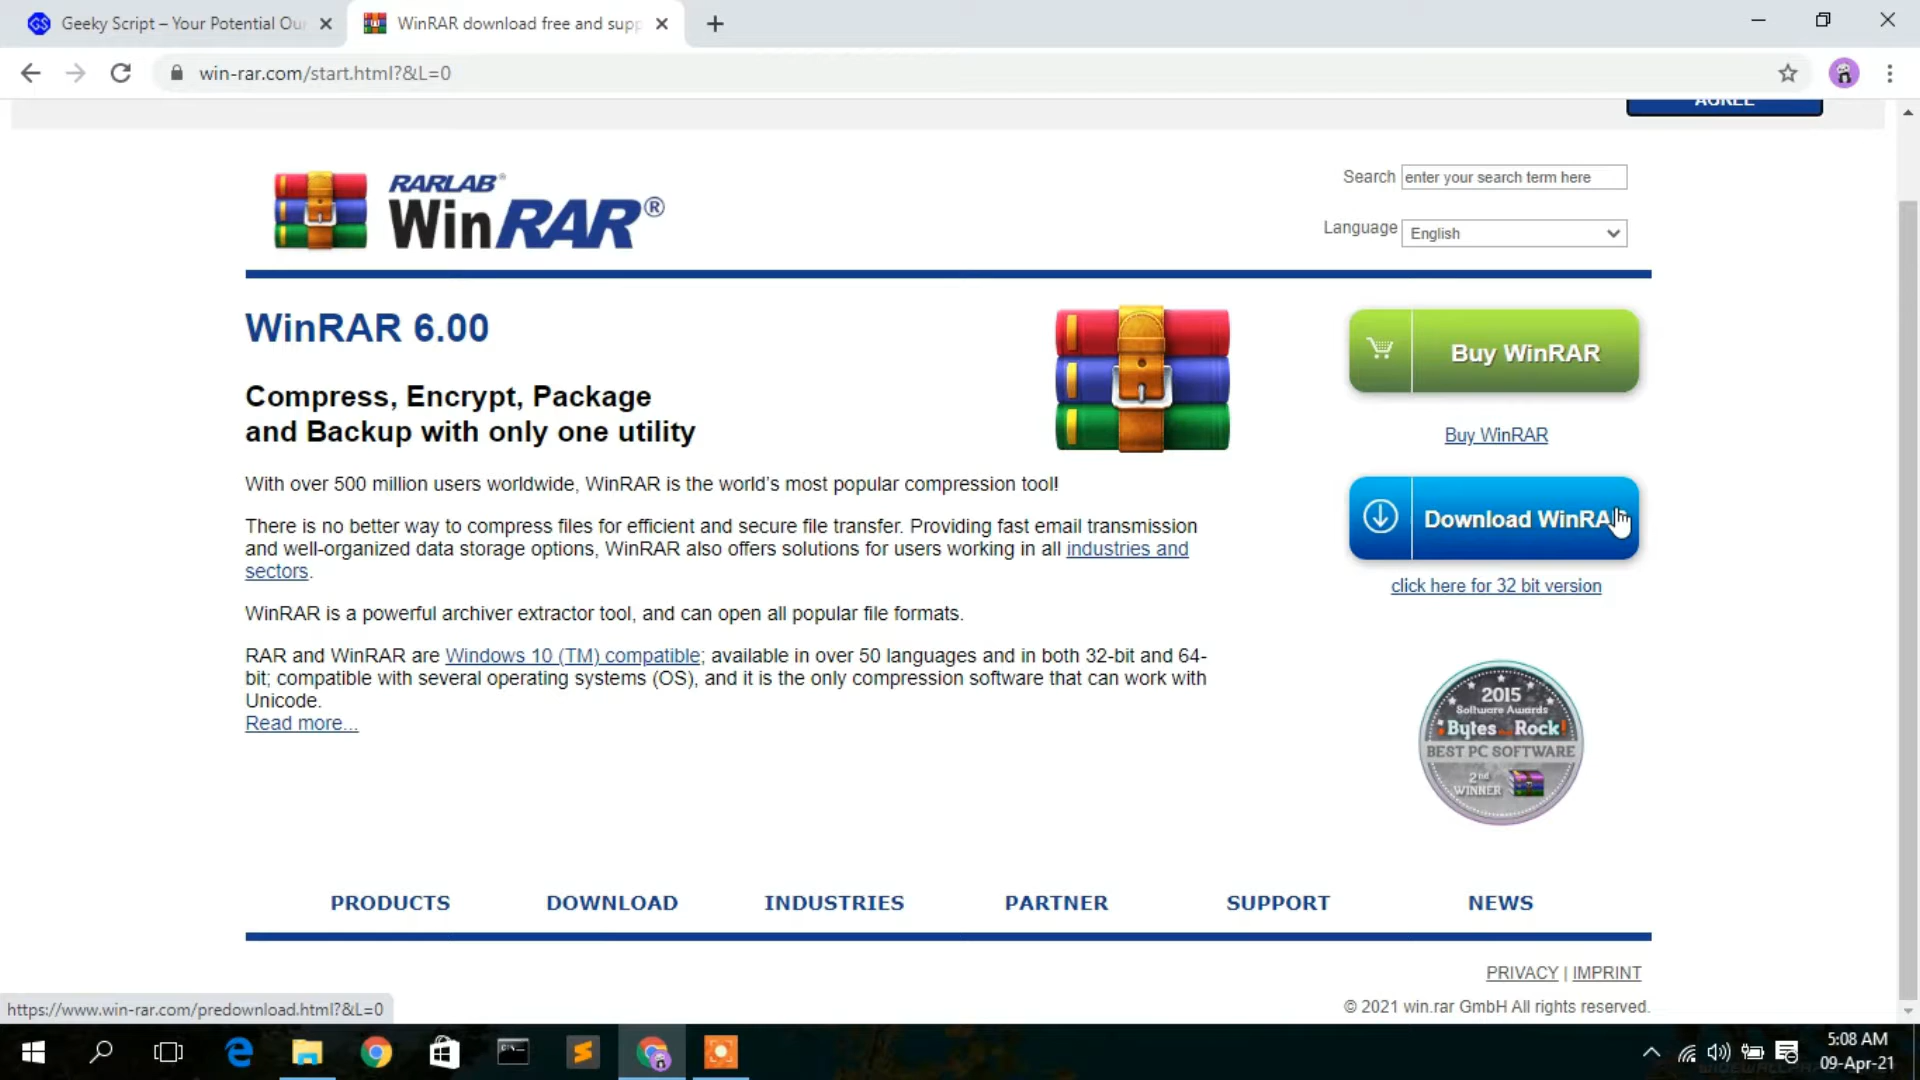 Geeky Script – Your Potential Our
WinRAR download free and supp
win-rar.com/start.html?&L=0
AGREE
RARLAB®
WinRAR®
Search enter your search term here
Language English
WinRAR 6.00
Compress, Encrypt, Package
and Backup with only one utility
With over 500 million users worldwide, WinRAR is the world's most popular compression tool!
There is no better way to compress files for efficient and secure file transfer. Providing fast email transmission
and well-organized data storage options, WinRAR also offers solutions for users working in all industries and
sectors.
WinRAR is a powerful archiver extractor tool, and can open all popular file formats.
RAR and WinRAR are Windows 10 (TM) compatible; available in over 50 languages and in both 32-bit and 64-
bit; compatible with several operating systems (OS), and it is the only compression software that can work with
Unicode.
Read more...
Buy WinRAR
Buy WinRAR
Download WinRA
click here for 32 bit version
2015
Software Awards
Bytes Rock!
BEST PC SOFTWARE
2nd
WINNER
PRODUCTS DOWNLOAD INDUSTRIES PARTNER SUPPORT NEWS
PRIVACY | IMPRINT
© 2021 win.rar GmbH All rights reserved.
https://www.win-rar.com/predownload.html?&L=0
5:08 AM
09-Apr-21